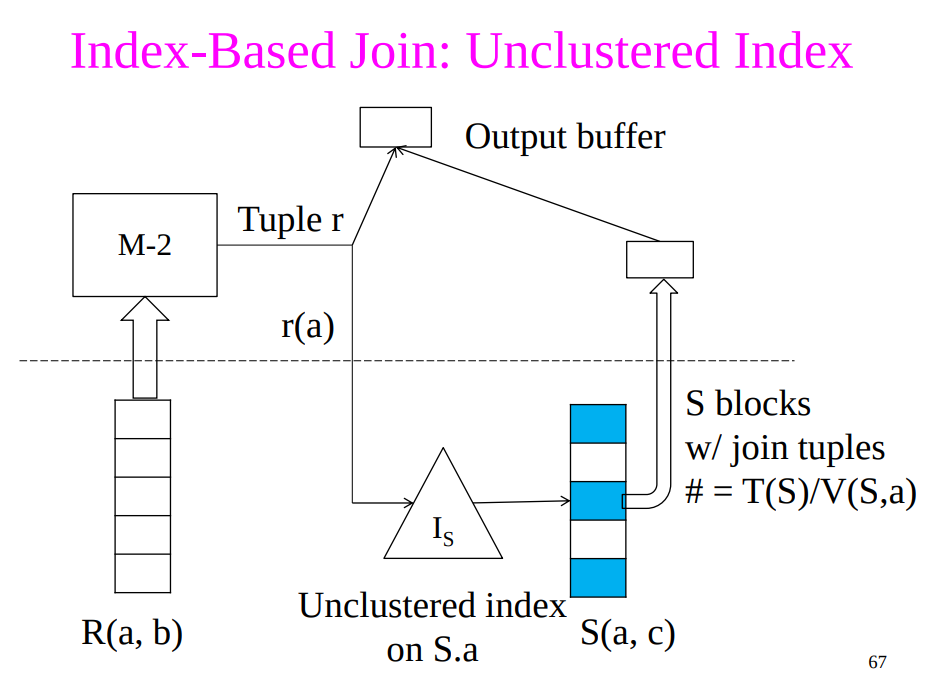 Index-Based Join: Unclustered Index
Output buffer
Tuple r
M-2
r(a)
S blocks
w/ join tuples
# = T(S)/V(S,a)
I_S
Unclustered index
on S.a
R(a, b)
S(a, c)
67